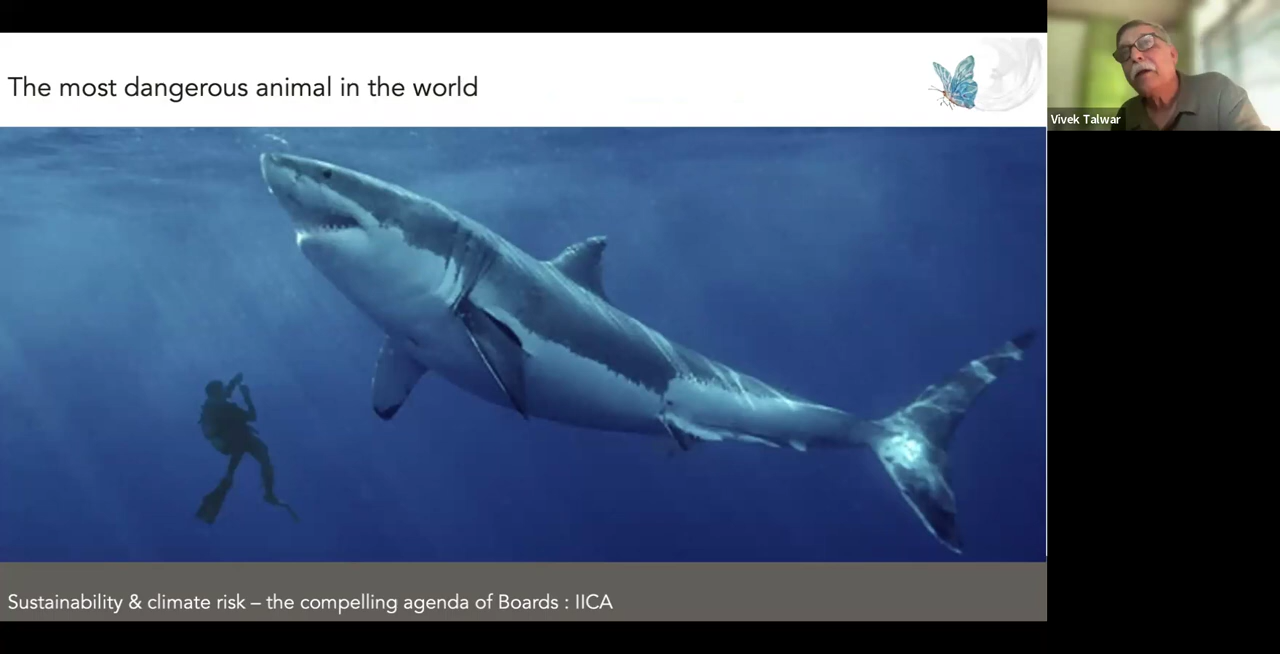 The most dangerous animal in the world
Vivek Talwar
Sustainability & climate risk – the compelling agenda of Boards : IICA